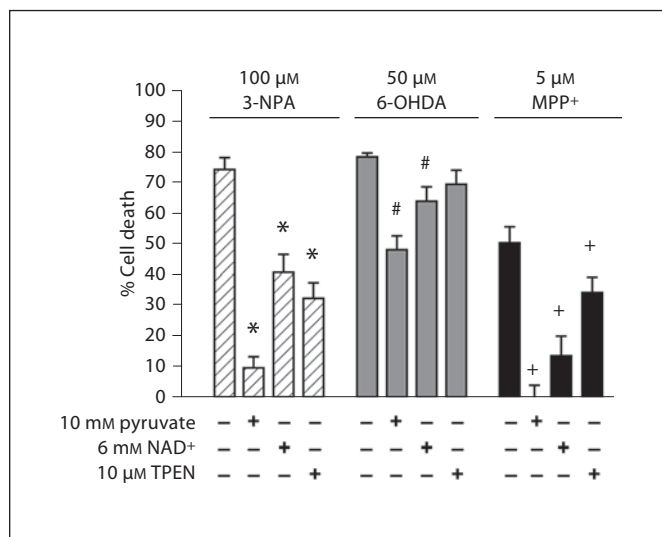 100 µM 50 µM 5 µM
3-NPA 6-OHDA MPP+
100
90
80
70
60
50
40
30
20
10
0
% Cell death
* * *
# #
+ + +
10 mM pyruvate – + – – – + – – – + – –
6 mM NAD+ – – + – – – + – – – + –
10 µM TPEN – – – + – – – + – – – +